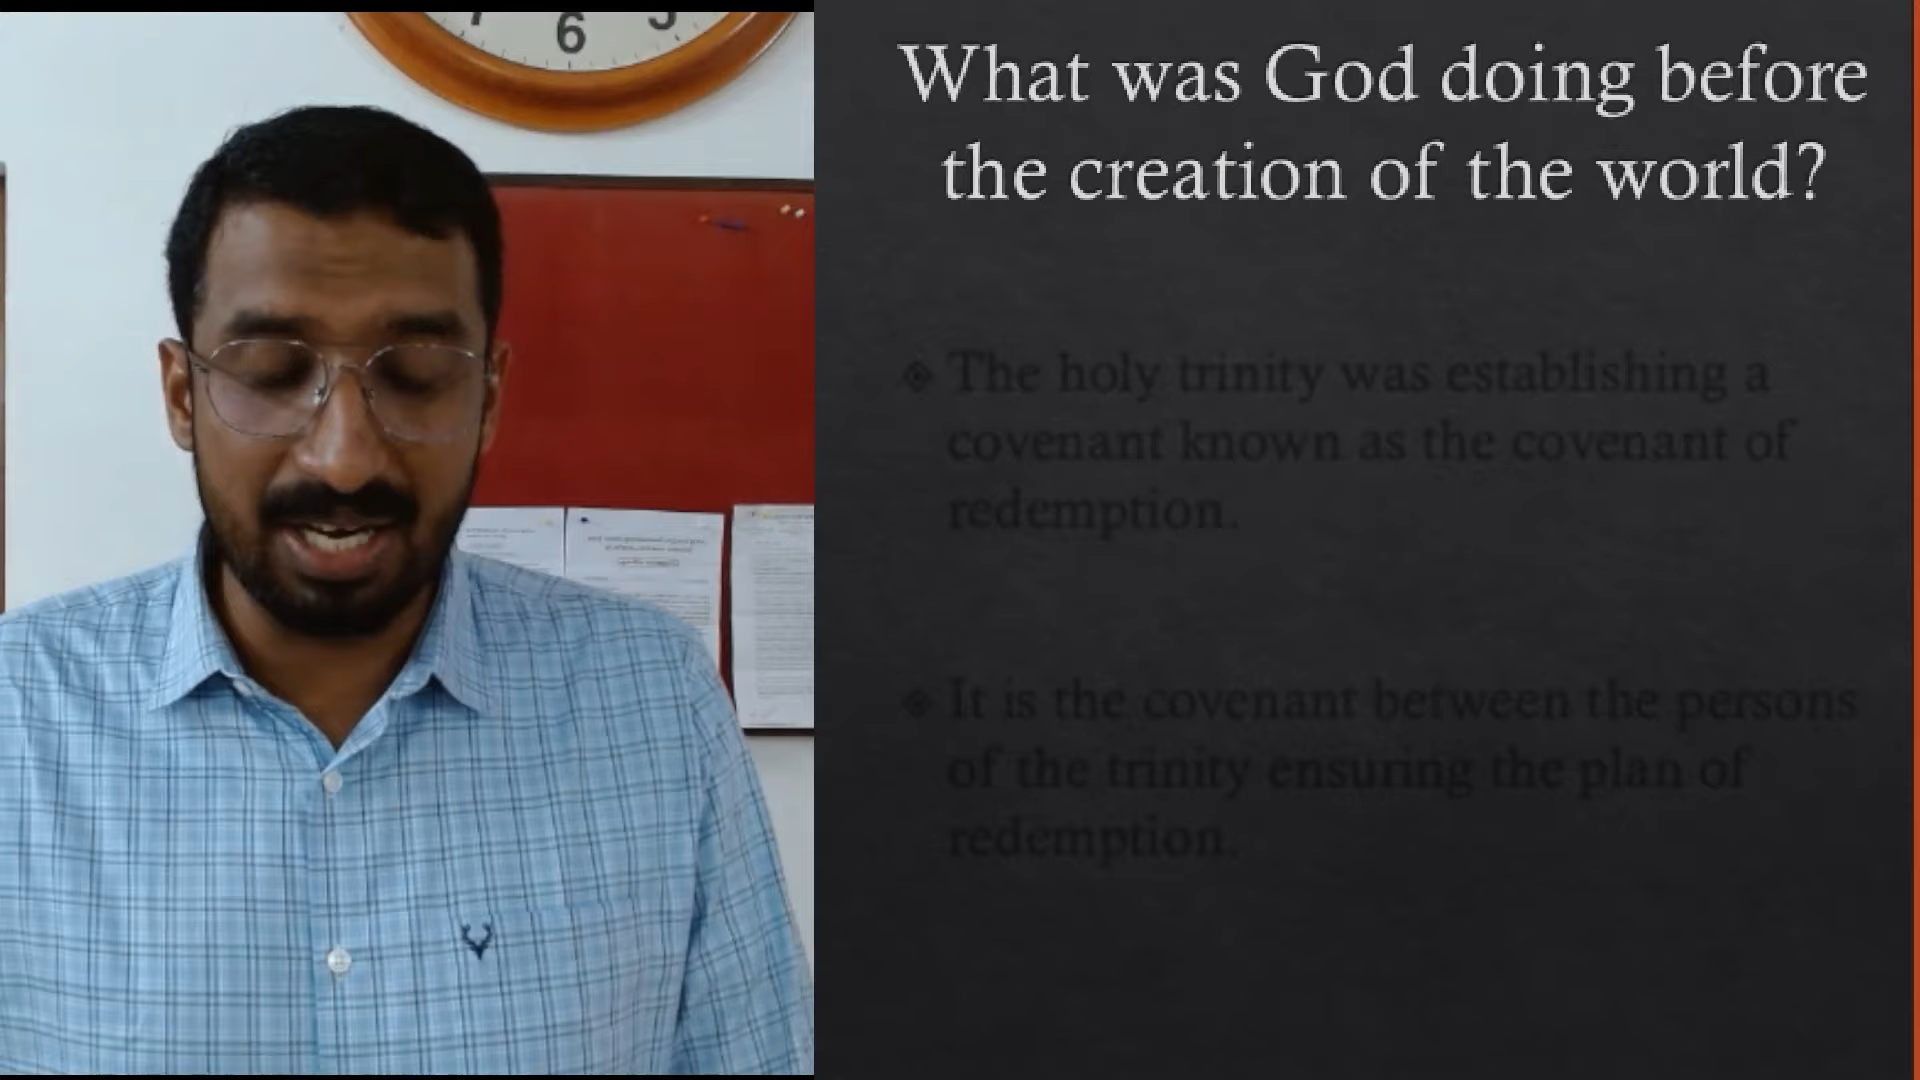 6
What was God doing before
the creation of the world?
The holy trinity was establishing a
covenant known as the covenant of
redemption.
It is the covenant between the persons
of the trinity ensuring the plan of
redemption.